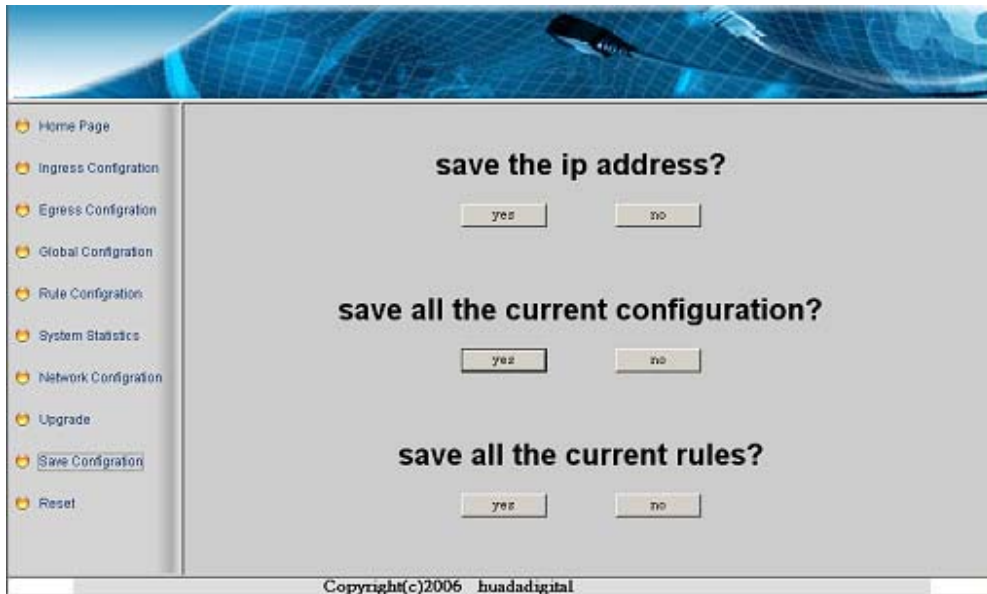 Home Page
Ingress Configration
Egress Configration
Global Configration
Rule Configration
System Statistics
Network Configration
Upgrade
Save Configration
Reset
save the ip address?
yes no
save all the current configuration?
yes no
save all the current rules?
yes no
Copyright(c)2006 huadadigital